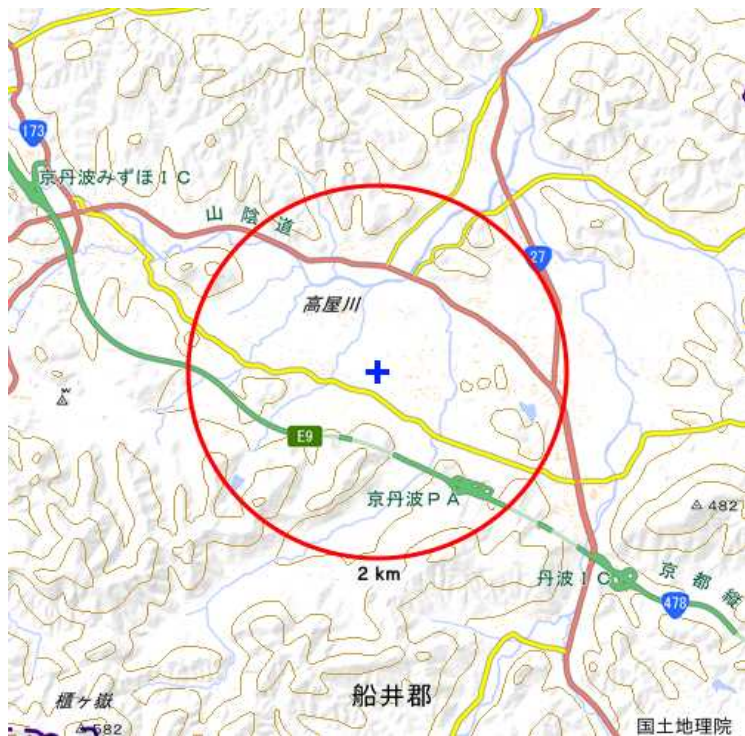 173
京丹波みずほIC
山陰道
27
高屋川
E9
京丹波PA
482
2 km
丹波IC
京都縦
478
船井郡
櫃ヶ嶽
582
国土地理院